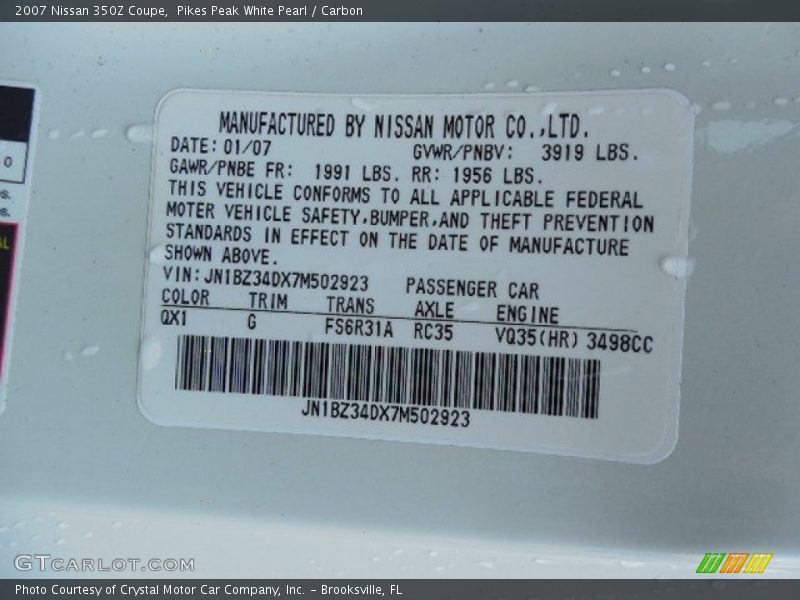 2007 Nissan 350Z Coupe, Pikes Peak White Pearl / Carbon
MANUFACTURED BY NISSAN MOTOR CO.,LTD.
DATE: 01/07 GVWR/PNBV: 3919 LBS.
GAWR/PNBE FR: 1991 LBS. RR: 1956 LBS.
THIS VEHICLE CONFORMS TO ALL APPLICABLE FEDERAL
MOTER VEHICLE SAFETY,BUMPER,AND THEFT PREVENTION
STANDARDS IN EFFECT ON THE DATE OF MANUFACTURE
SHOWN ABOVE.
VIN: JN1BZ34DX7M502923 PASSENGER CAR
COLOR TRIM TRANS AXLE ENGINE
QX1 G FS6R31A RC35 VQ35(HR) 3498CC
JN1BZ34DX7M502923
0
GTCARLOT.COM
Photo Courtesy of Crystal Motor Car Company, Inc. – Brooksville, FL